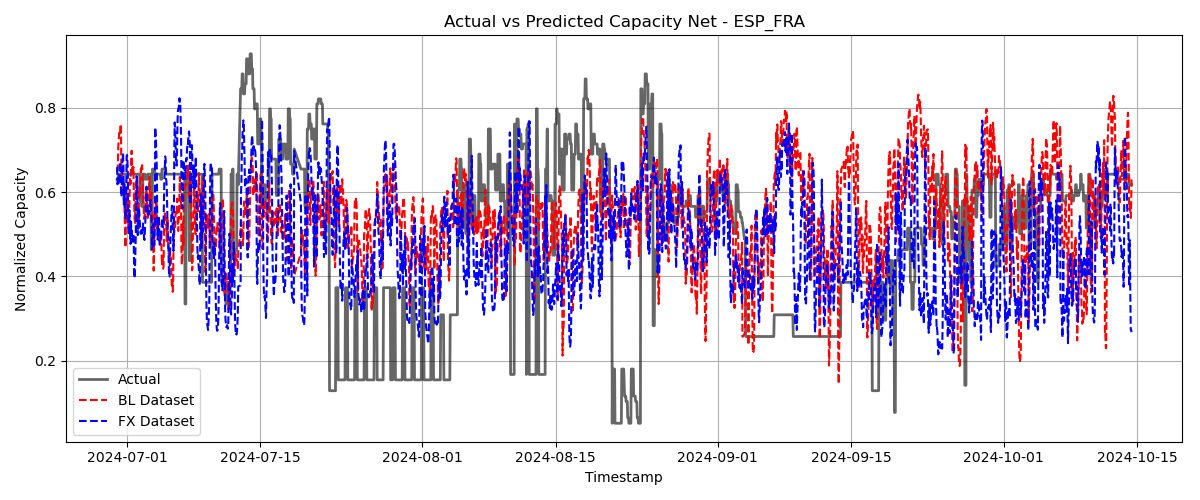 Actual vs Predicted Capacity Net - ESP_FRA
Normalized Capacity
0.8
0.6
0.4
0.2
Actual
BL Dataset
FX Dataset
2024-07-01
2024-07-15
2024-08-01
2024-08-15
2024-09-01
2024-09-15
2024-10-01
2024-10-15
Timestamp